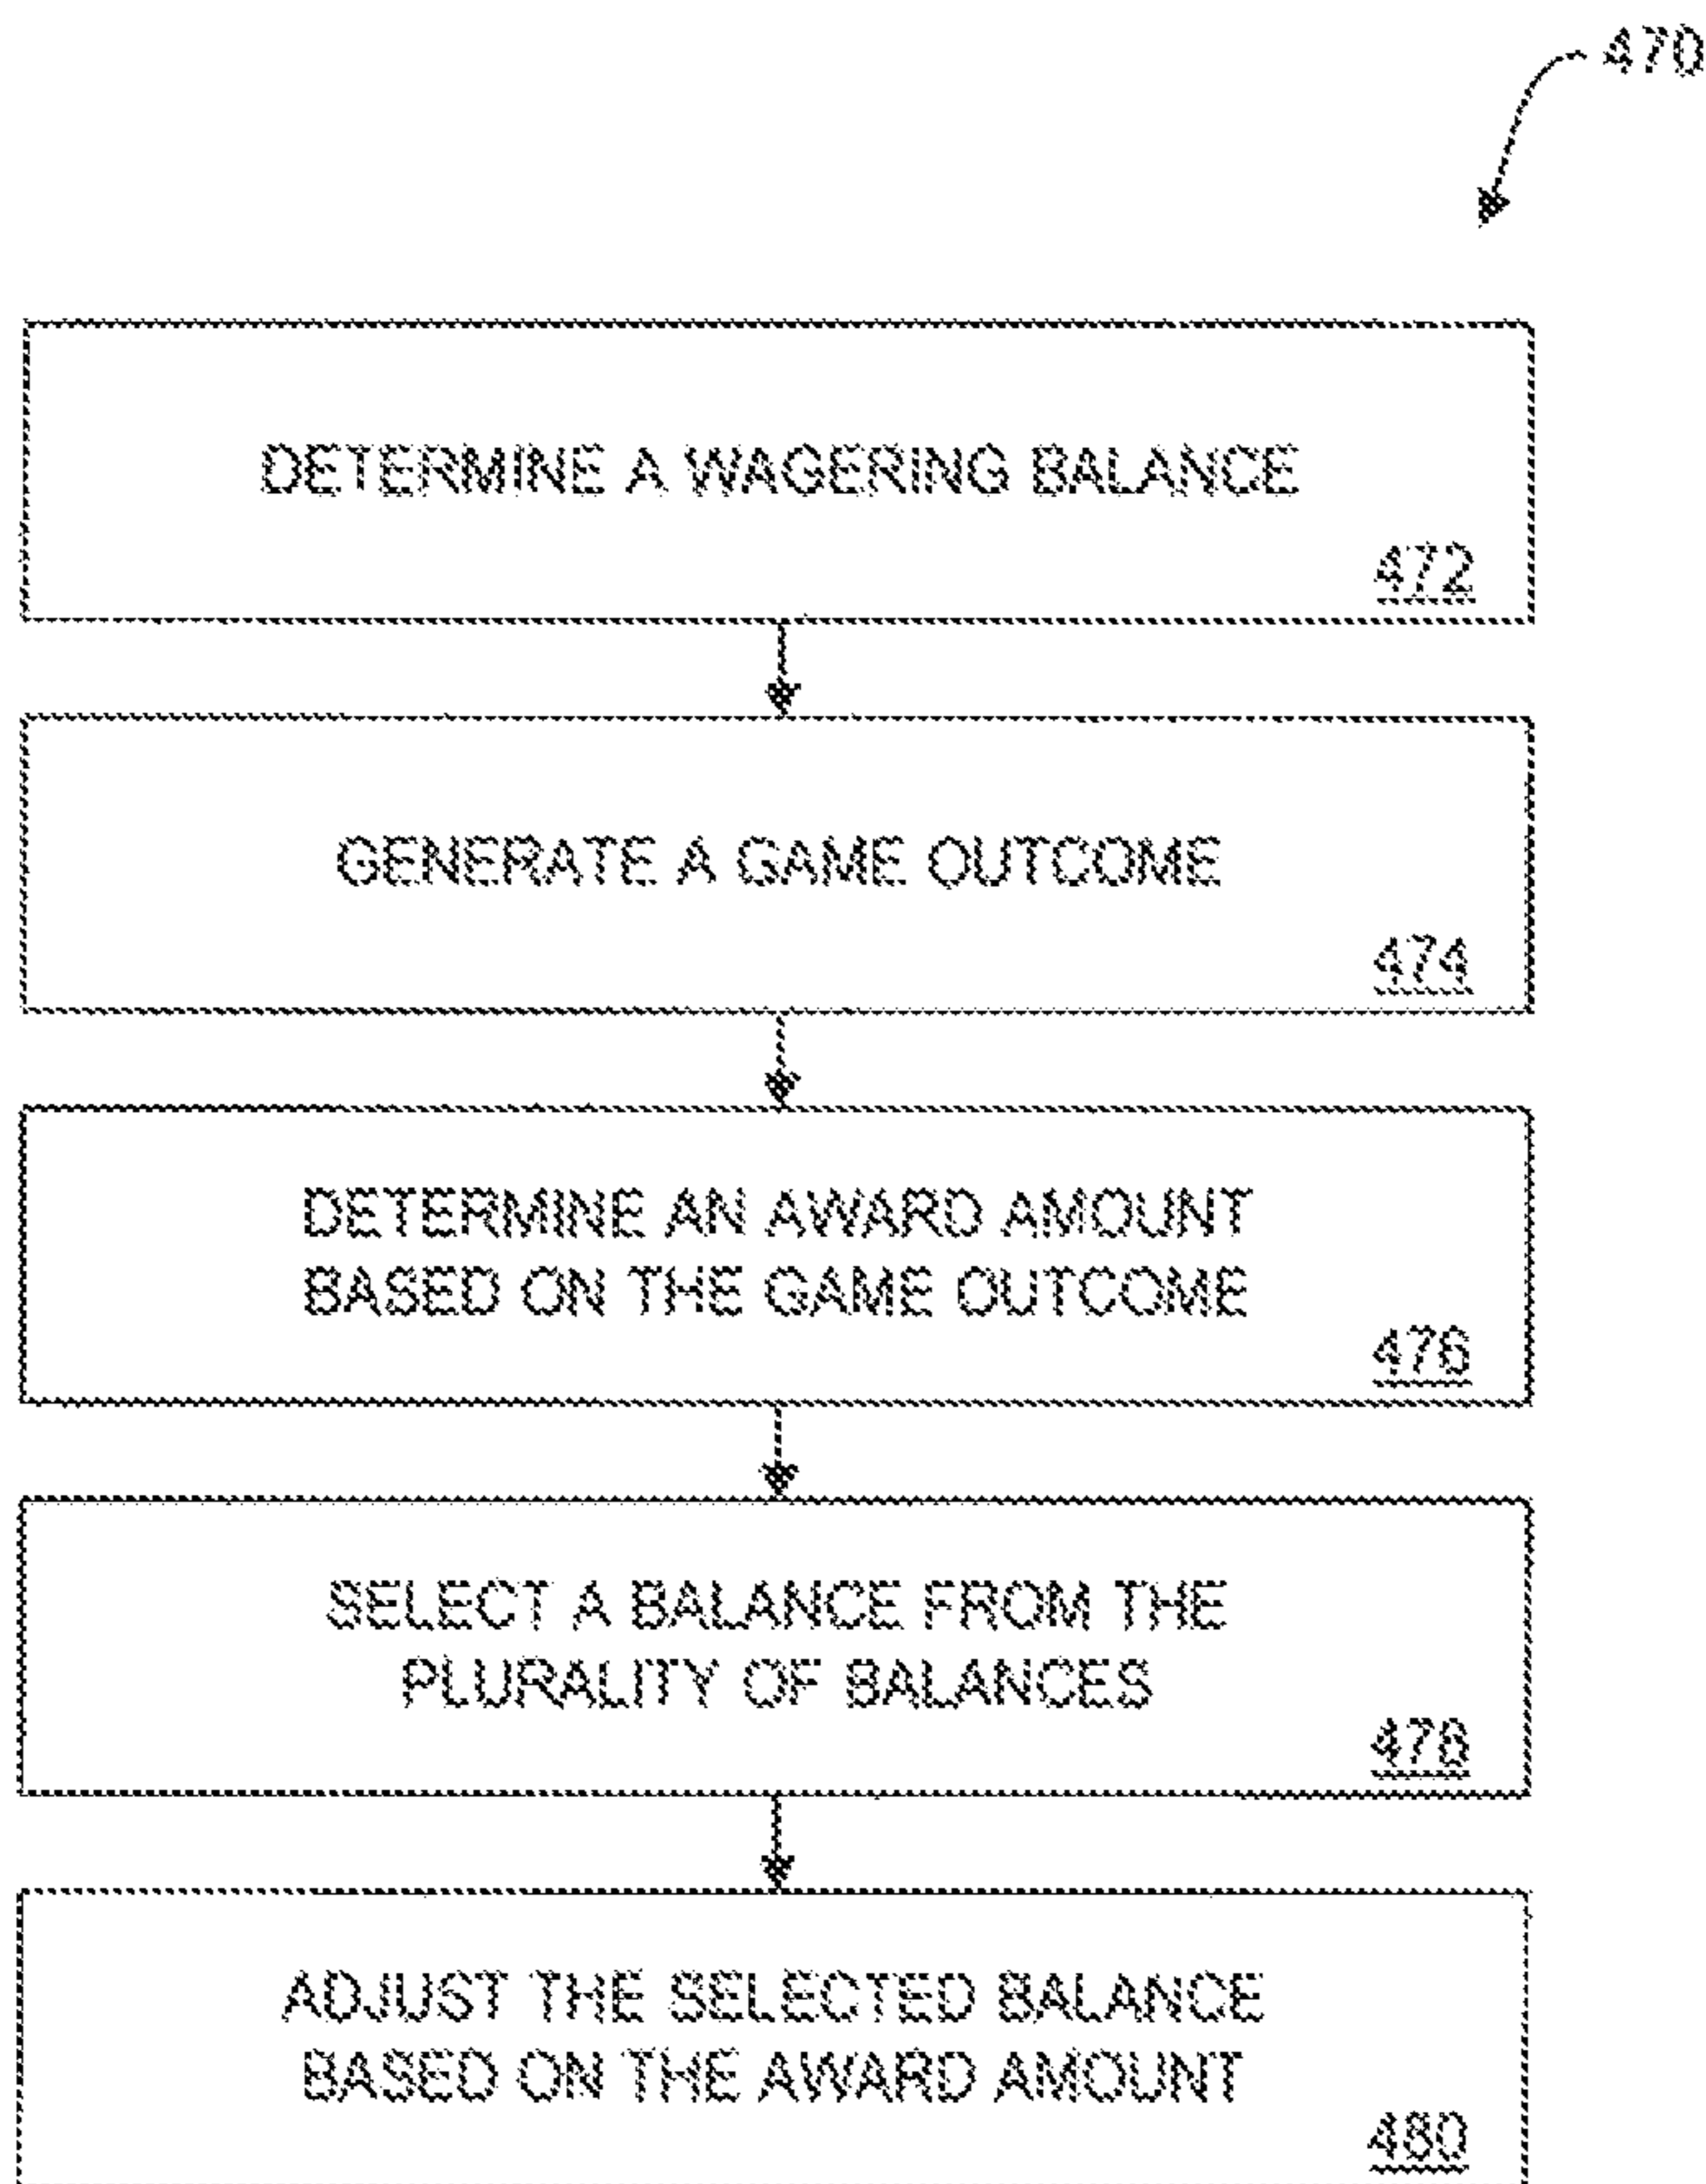 470
DETERMINE A WAGERING BALANCE
472
GENERATE A GAME OUTCOME
474
DETERMINE AN AWARD AMOUNT
BASED ON THE GAME OUTCOME
476
SELECT A BALANCE FROM THE
PLURALITY OF BALANCES
478
ADJUST THE SELECTED BALANCE
BASED ON THE AWARD AMOUNT
480